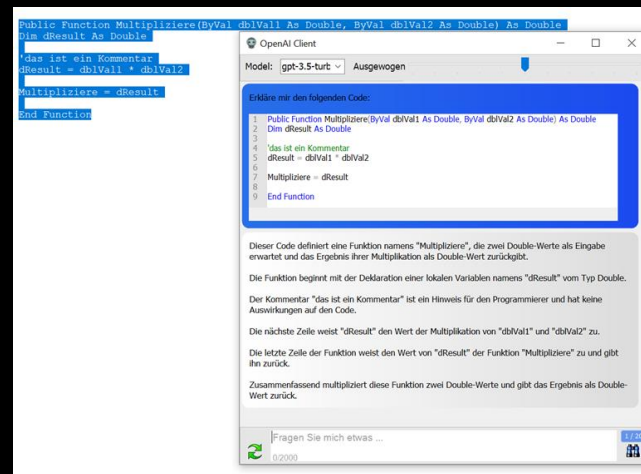 Public Function Multipliziere(ByVal dblVal1 As Double, ByVal dblVal2 As Double) As Double
Dim dResult As Double
'das ist ein Kommentar
dResult = dblVal1 * dblVal2
Multipliziere = dResult
End Function
OpenAI Client
Model: gpt-3.5-turb Ausgewogen
Erkläre mir den folgenden Code:
1 Public Function Multipliziere(ByVal dblVal1 As Double, ByVal dblVal2 As Double) As Double
2 Dim dResult As Double
3
4 'das ist ein Kommentar
5 dResult = dblVal1 * dblVal2
6
7 Multipliziere = dResult
8
9 End Function
Dieser Code definiert eine Funktion namens "Multipliziere", die zwei Double-Werte als Eingabe
erwartet und das Ergebnis ihrer Multiplikation als Double-Wert zurückgibt.
Die Funktion beginnt mit der Deklaration einer lokalen Variablen namens "dResult" vom Typ Double.
Der Kommentar "das ist ein Kommentar" ist ein Hinweis für den Programmierer und hat keine
Auswirkungen auf den Code.
Die nächste Zeile weist "dResult" den Wert der Multiplikation von "dblVal1" und "dblVal2" zu.
Die letzte Zeile der Funktion weist den Wert von "dResult" der Funktion "Multipliziere" zu und gibt
ihn zurück.
Zusammenfassend multipliziert diese Funktion zwei Double-Werte und gibt das Ergebnis als Double-
Wert zurück.
Fragen Sie mich etwas ...
0/2000